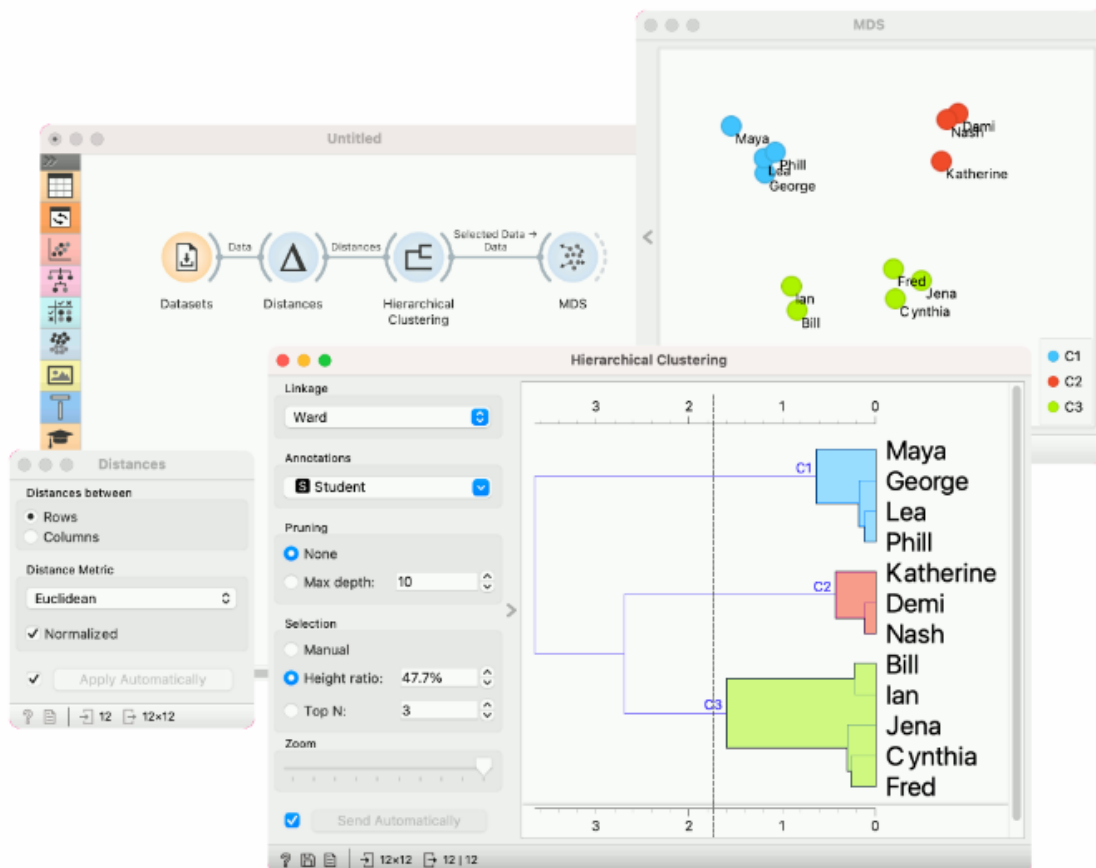 MDS
Maya
Phill
Lea
George
Demi
Nash
Katherine
Fred
Jena
Ian
Cynthia
Bill
C1
C2
C3
Untitled
Data
Distances
Selected Data →
Data
Datasets
Distances
Hierarchical
Clustering
MDS
Distances
Distances between
Rows
Columns
Distance Metric
Euclidean
Normalized
Apply Automatically
? 12 12×12
Hierarchical Clustering
Linkage
Ward
Annotations
S Student
Pruning
None
Max depth: 10
Selection
Manual
Height ratio: 47.7%
Top N: 3
Zoom
Send Automatically
? 12×12 12 | 12
3 2 1 0
C1
Maya
George
Lea
Phill
C2
Katherine
Demi
Nash
C3
Bill
Ian
Jena
Cynthia
Fred
3 2 1 0